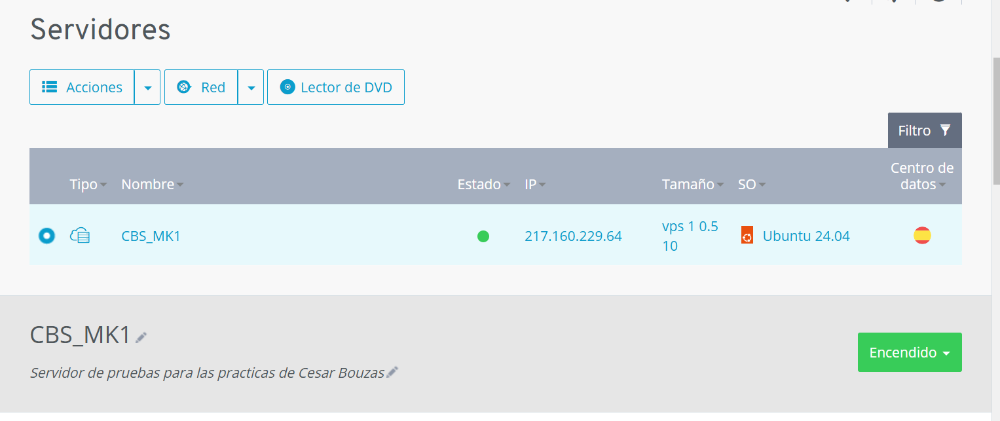 Servidores
Acciones
Red
Lector de DVD
Filtro
Tipo
Nombre
Estado
IP
Tamaño
SO
Centro de
datos
CBS_MK1
217.160.229.64
vps 1 0.5
10
Ubuntu 24.04
CBS_MK1
Servidor de pruebas para las practicas de Cesar Bouzas
Encendido